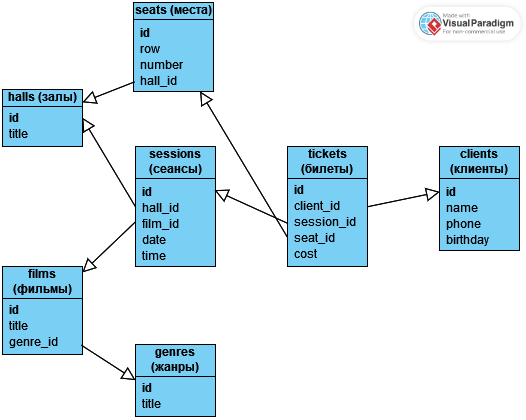 seats (места)
id
row
number
hall_id
Made with
VisualParadigm
For non-commercial use
halls (залы)
id
title
sessions
(сеансы)
id
hall_id
film_id
date
time
tickets
(билеты)
id
client_id
session_id
seat_id
cost
clients
(клиенты)
id
name
phone
birthday
films
(фильмы)
id
title
genre_id
genres
(жанры)
id
title